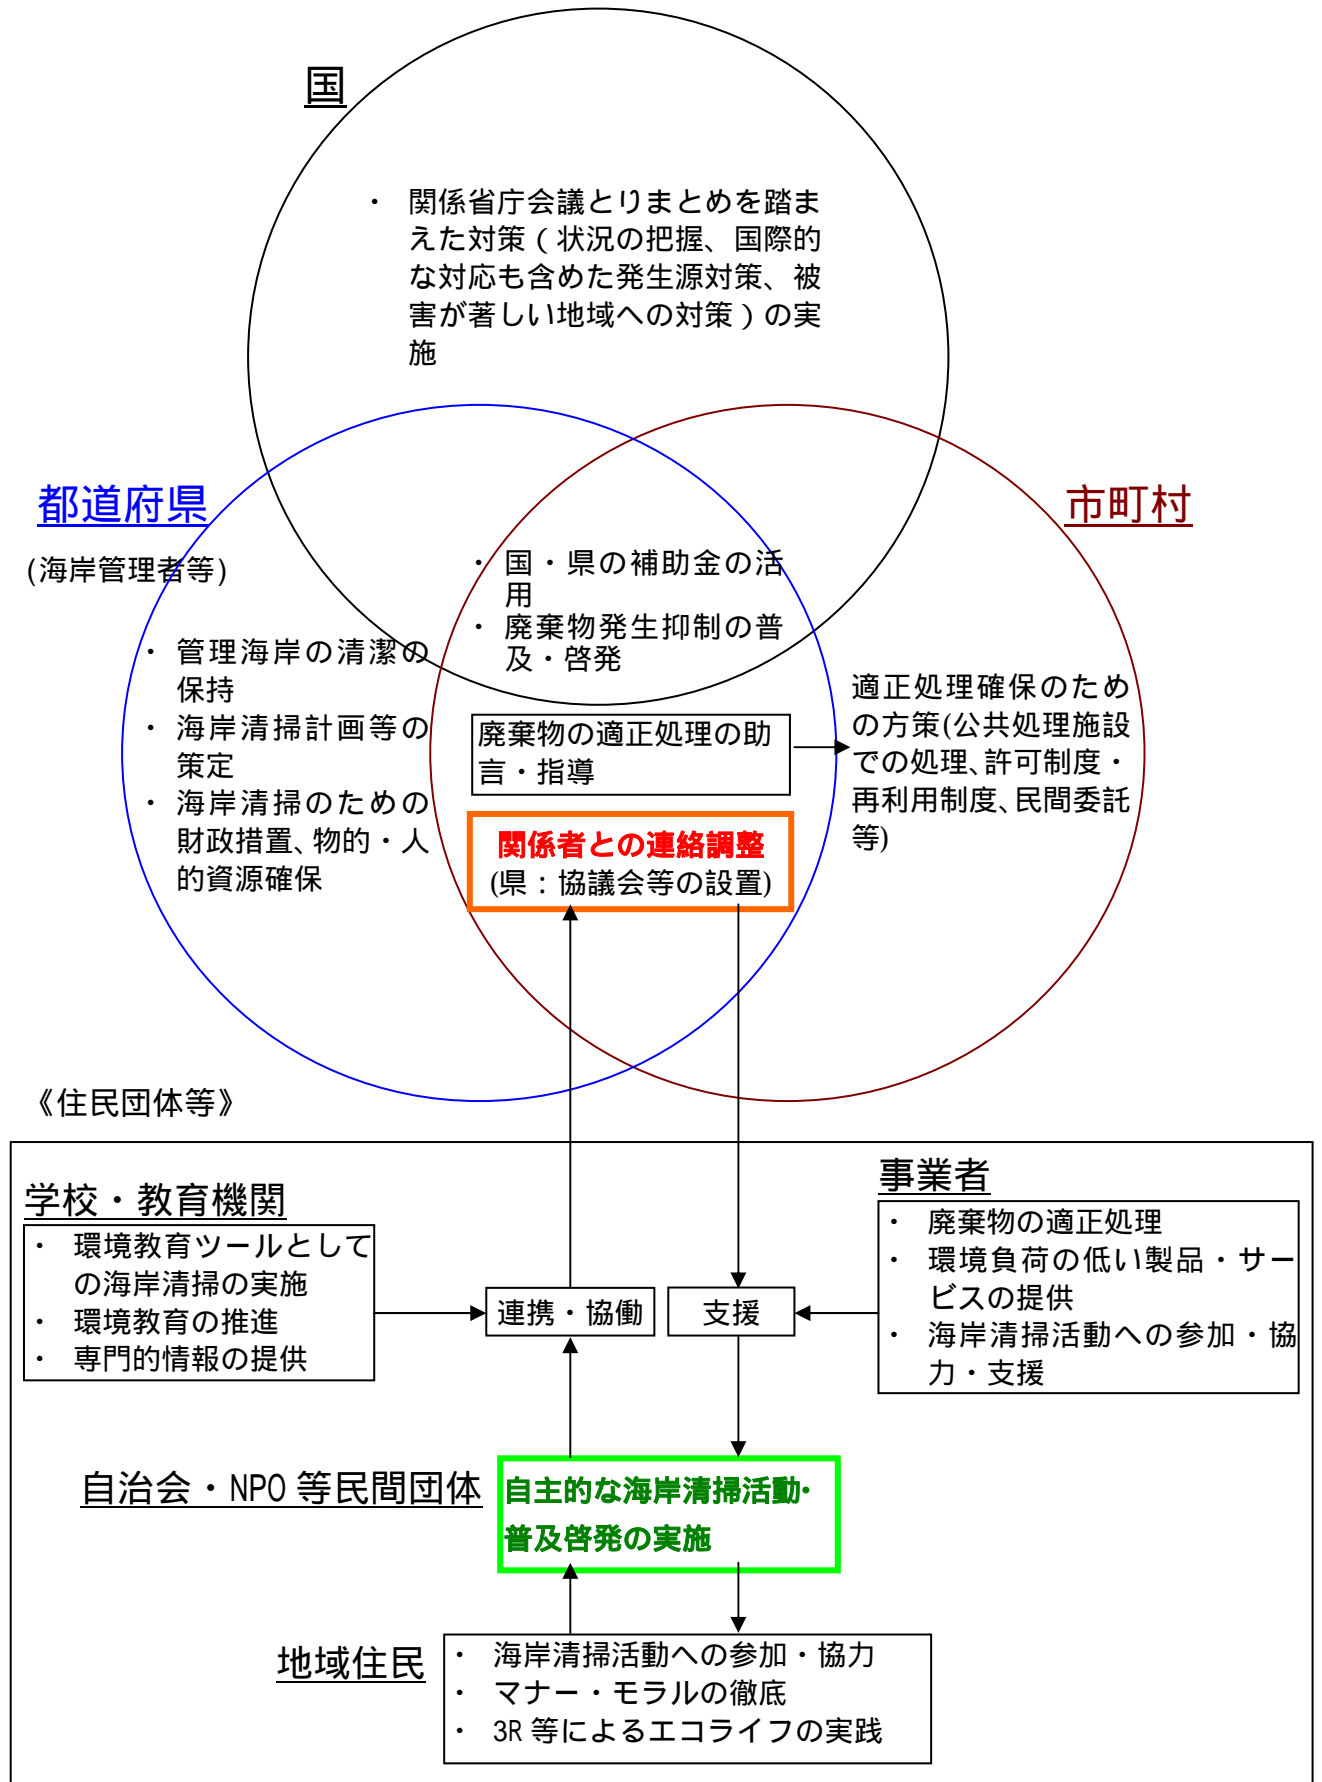 国
・ 関係省庁会議とりまとめを踏ま
えた対策（状況の把握、国際的
な対応も含めた発生源対策、被
害が著しい地域への対策）の実
施
都道府県
(海岸管理者等)
市町村
・ 国・県の補助金の活
用
・ 廃棄物発生抑制の普
及・啓発
・ 管理海岸の清潔の
保持
・ 海岸清掃計画等の
策定
・ 海岸清掃のための
財政措置、物的・人
的資源確保
廃棄物の適正処理の助
言・指導
適正処理確保のため
の方策(公共処理施設
での処理、許可制度・
再利用制度、民間委託
等)
関係者との連絡調整
(県：協議会等の設置)
《住民団体等》
学校・教育機関
・ 環境教育ツールとして
の海岸清掃の実施
・ 環境教育の推進
・ 専門的情報の提供
事業者
・ 廃棄物の適正処理
・ 環境負荷の低い製品・サー
ビスの提供
・ 海岸清掃活動への参加・協
力・支援
連携・協働
支援
自治会・NPO 等民間団体
自主的な海岸清掃活動・
普及啓発の実施
地域住民
・ 海岸清掃活動への参加・協力
・ マナー・モラルの徹底
・ 3R 等によるエコライフの実践